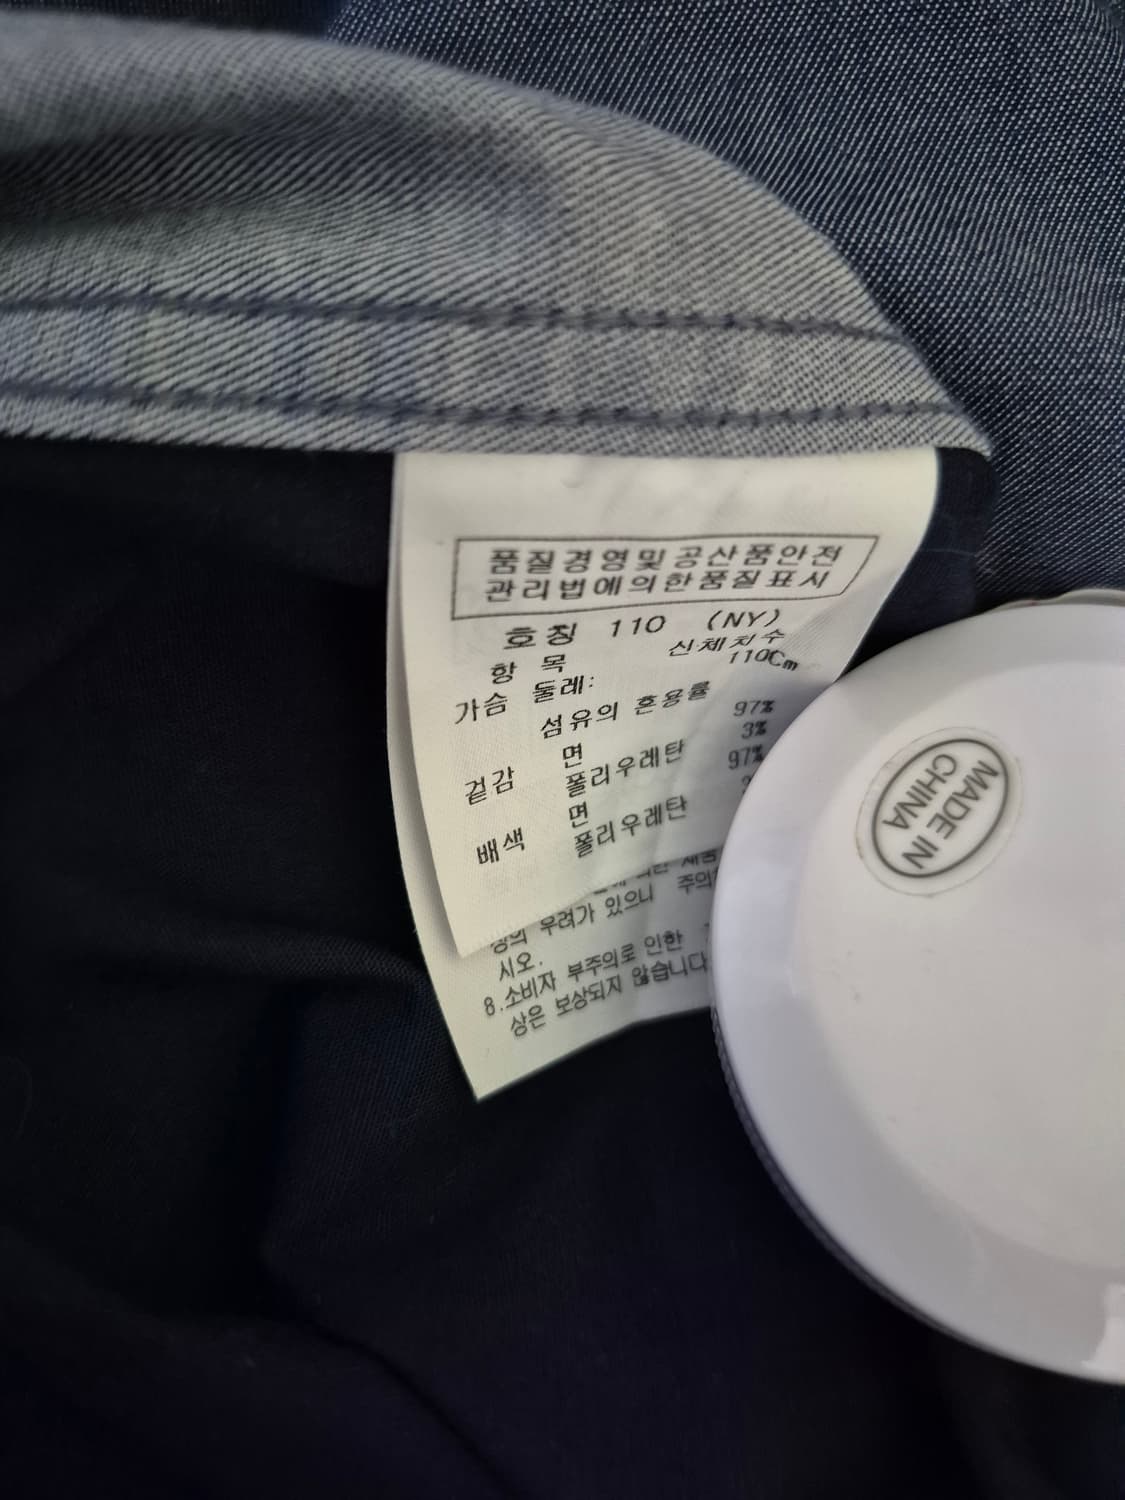 품질경영및공산품안전
관리법에의한품질표시
호칭 110 (NY)
항 목 신체치수
가슴 둘레: 110Cm
섬유의 혼용률
겉감 면 97%
폴리우레탄 3%
배색 면 97%
폴리우레탄
우려가 있으니 주의
시오.
8.소비자 부주의로 인한
상은 보상되지 않습니다
MADE IN
CHINA